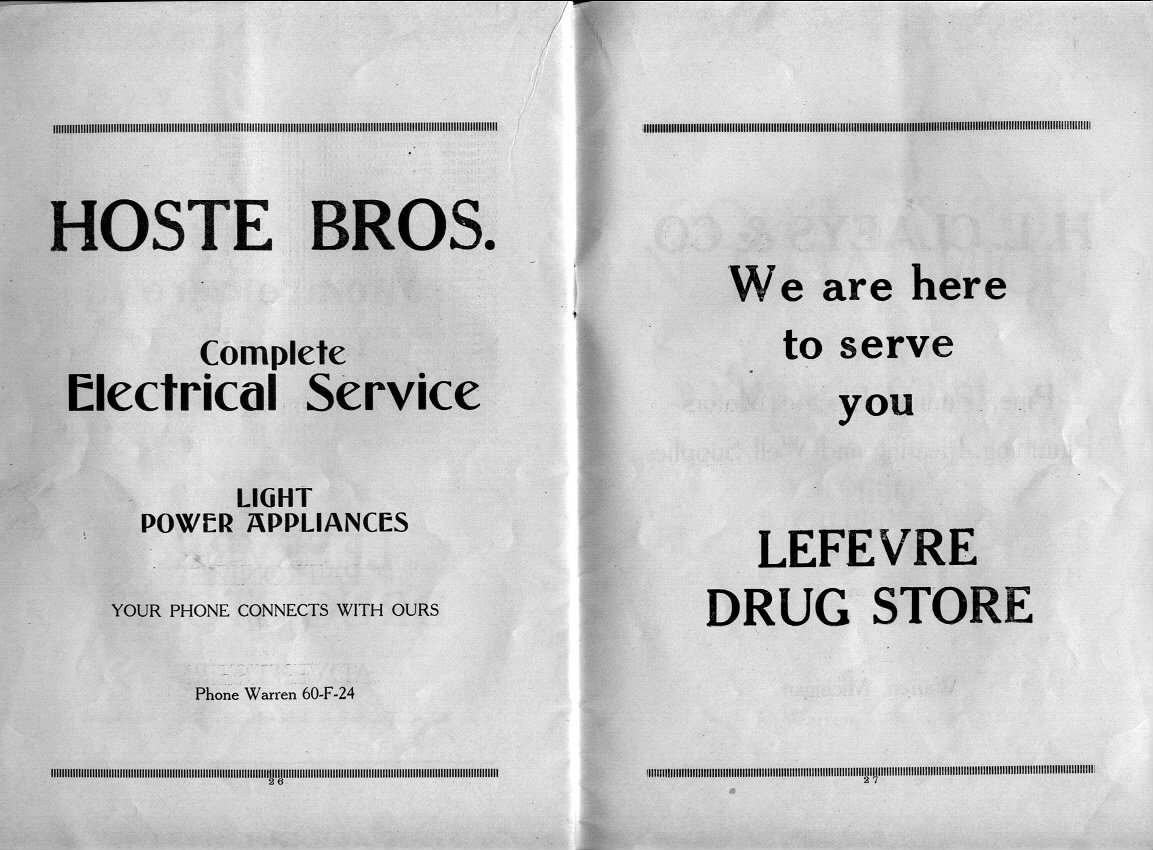 HOSTE BROS.
Complete
Electrical Service
LIGHT
POWER APPLIANCES
YOUR PHONE CONNECTS WITH OURS
Phone Warren 60-F-24
26
We are here
to serve
you
LEFEVRE
DRUG STORE
27